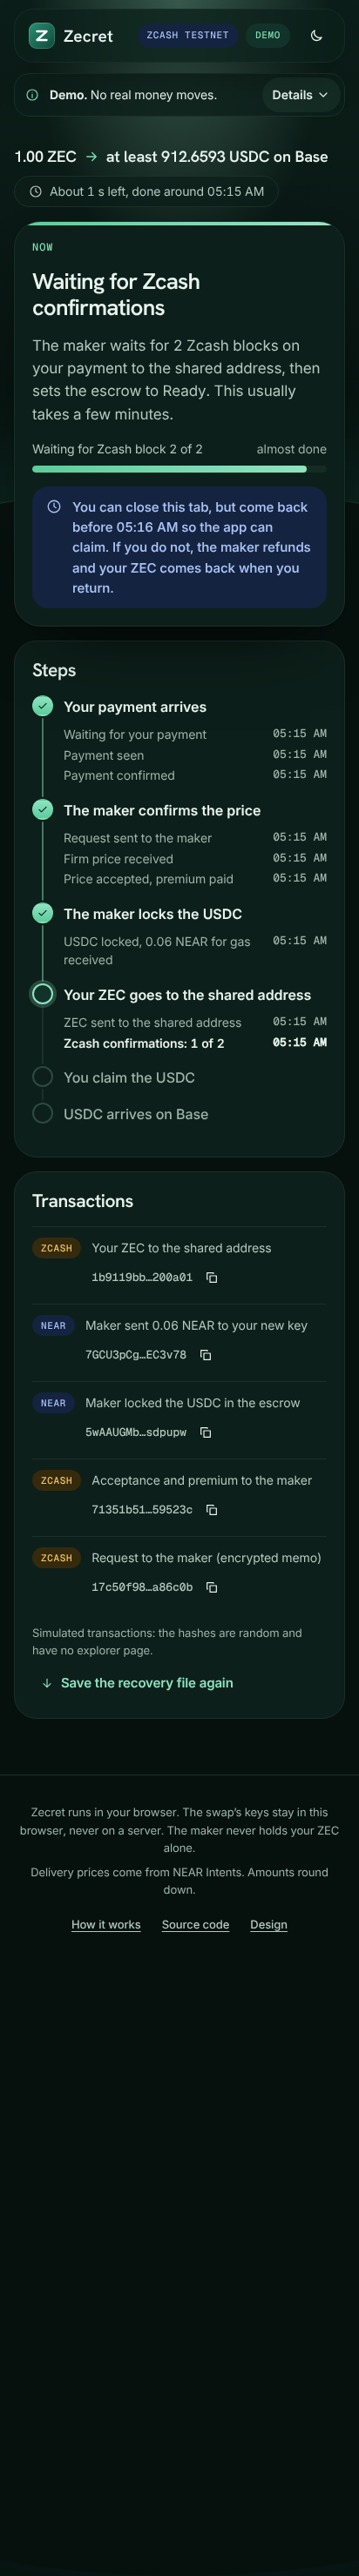 Zecret
ZCASH TESTNET
DEMO
Demo. No real money moves.
Details
1.00 ZEC → at least 912.6593 USDC on Base
About 1 s left, done around 05:15 AM
NOW
Waiting for Zcash
confirmations
The maker waits for 2 Zcash blocks on
your payment to the shared address, then
sets the escrow to Ready. This usually
takes a few minutes.
Waiting for Zcash block 2 of 2
almost done
You can close this tab, but come back
before 05:16 AM so the app can
claim. If you do not, the maker refunds
and your ZEC comes back when you
return.
Steps
Your payment arrives
Waiting for your payment 05:15 AM
Payment seen 05:15 AM
Payment confirmed 05:15 AM
The maker confirms the price
Request sent to the maker 05:15 AM
Firm price received 05:15 AM
Price accepted, premium paid 05:15 AM
The maker locks the USDC
USDC locked, 0.06 NEAR for gas 05:15 AM
received
Your ZEC goes to the shared address
ZEC sent to the shared address 05:15 AM
Zcash confirmations: 1 of 2 05:15 AM
You claim the USDC
USDC arrives on Base
Transactions
ZCASH Your ZEC to the shared address
1b9119bb…200a01
NEAR Maker sent 0.06 NEAR to your new key
7GCU3pCg…EC3v78
NEAR Maker locked the USDC in the escrow
5wAAUGMb…sdpupw
ZCASH Acceptance and premium to the maker
71351b51…59523c
ZCASH Request to the maker (encrypted memo)
17c50f98…a86c0b
Simulated transactions: the hashes are random and
have no explorer page.
Save the recovery file again
Zecret runs in your browser. The swap's keys stay in this
browser, never on a server. The maker never holds your ZEC
alone.
Delivery prices come from NEAR Intents. Amounts round
down.
How it works
Source code
Design